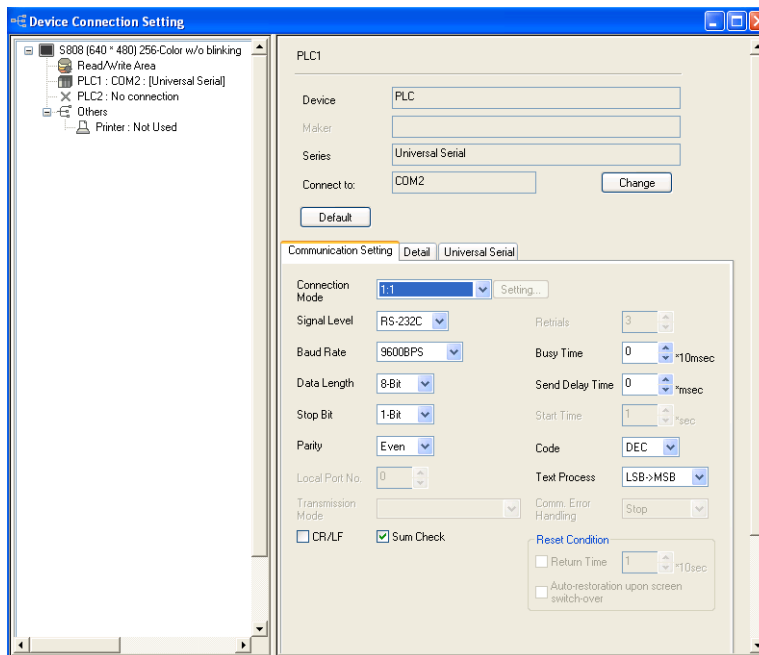 Device Connection Setting
S808 (640 * 480) 256-Color w/o blinking
Read/Write Area
PLC1 : COM2 : [Universal Serial]
PLC2 : No connection
Others
Printer : Not Used
PLC1
Device PLC
Maker
Series Universal Serial
Connect to: COM2 Change
Default
Communication Setting Detail Universal Serial
Connection Mode 1:1 Setting...
Signal Level RS-232C Retrials 3
Baud Rate 9600BPS Busy Time 0 *10msec
Data Length 8-Bit Send Delay Time 0 *msec
Stop Bit 1-Bit Start Time 1 *sec
Parity Even Code DEC
Local Port No. 0 Text Process LSB->MSB
Transmission Mode Comm. Error Handling Stop
CR/LF Sum Check Reset Condition
Return Time 1 *10sec
Auto-restoration upon screen
switch-over